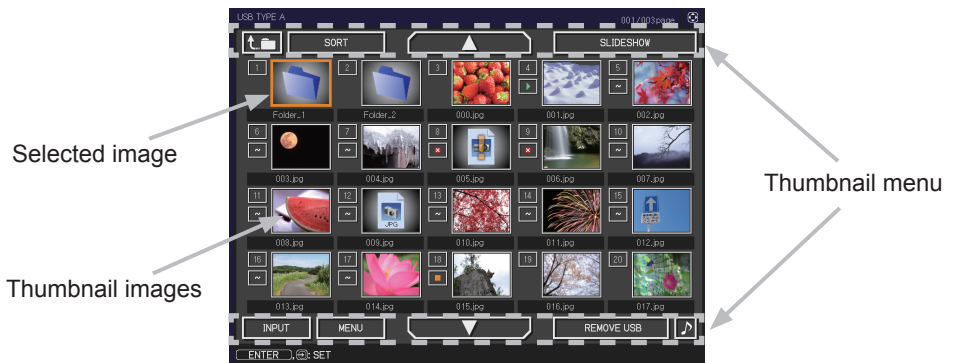 USB TYPE A 001/003page
SORT SLIDESHOW
1 2 3 4 5
Folder_1 Folder_2 000.jpg 001.jpg 002.jpg
Selected image
6 7 8 9 10
003.jpg 004.jpg 005.jpg 006.jpg 007.jpg
Thumbnail menu
11 12 13 14 15
JPG
008.jpg 009.jpg 010.jpg 011.jpg 012.jpg
Thumbnail images
16 17 18 19 20
013.jpg 014.jpg 015.jpg 016.jpg 017.jpg
INPUT MENU REMOVE USB
ENTER , : SET